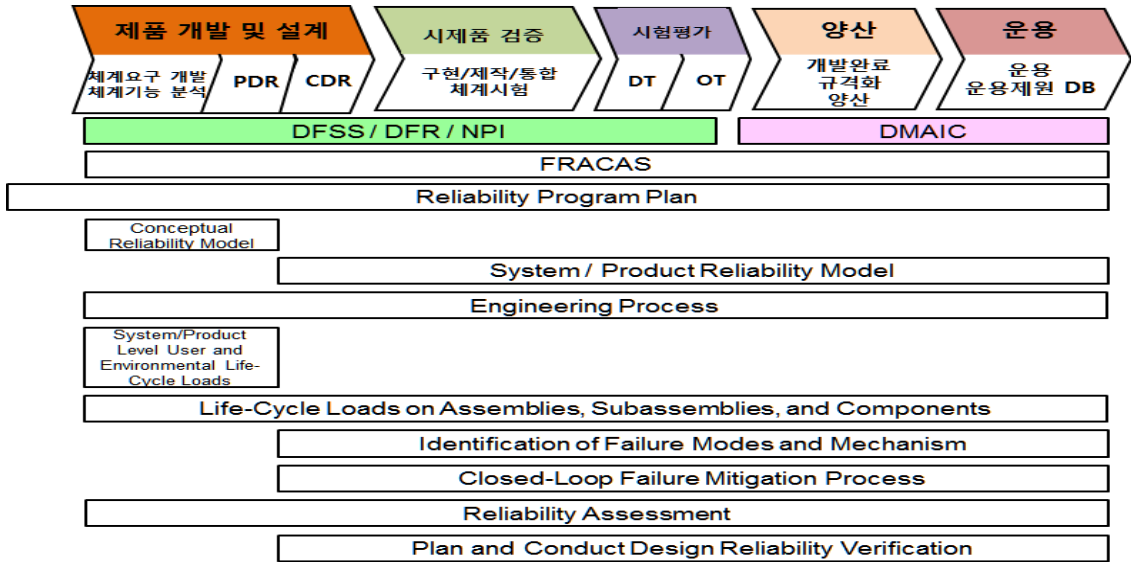 제품 개발 및 설계
시제품 검증
시험평가
양산
운용
체계요구 개발
체계기능 분석
PDR
CDR
구현/제작/통합
체계시험
DT
OT
개발완료
규격화
양산
운용
운용제원 DB
DFSS / DFR / NPI
DMAIC
FRACAS
Reliability Program Plan
Conceptual
Reliability Model
System / Product Reliability Model
Engineering Process
System/Product
Level User and
Environmental Life-
Cycle Loads
Life-Cycle Loads on Assemblies, Subassemblies, and Components
Identification of Failure Modes and Mechanism
Closed-Loop Failure Mitigation Process
Reliability Assessment
Plan and Conduct Design Reliability Verification